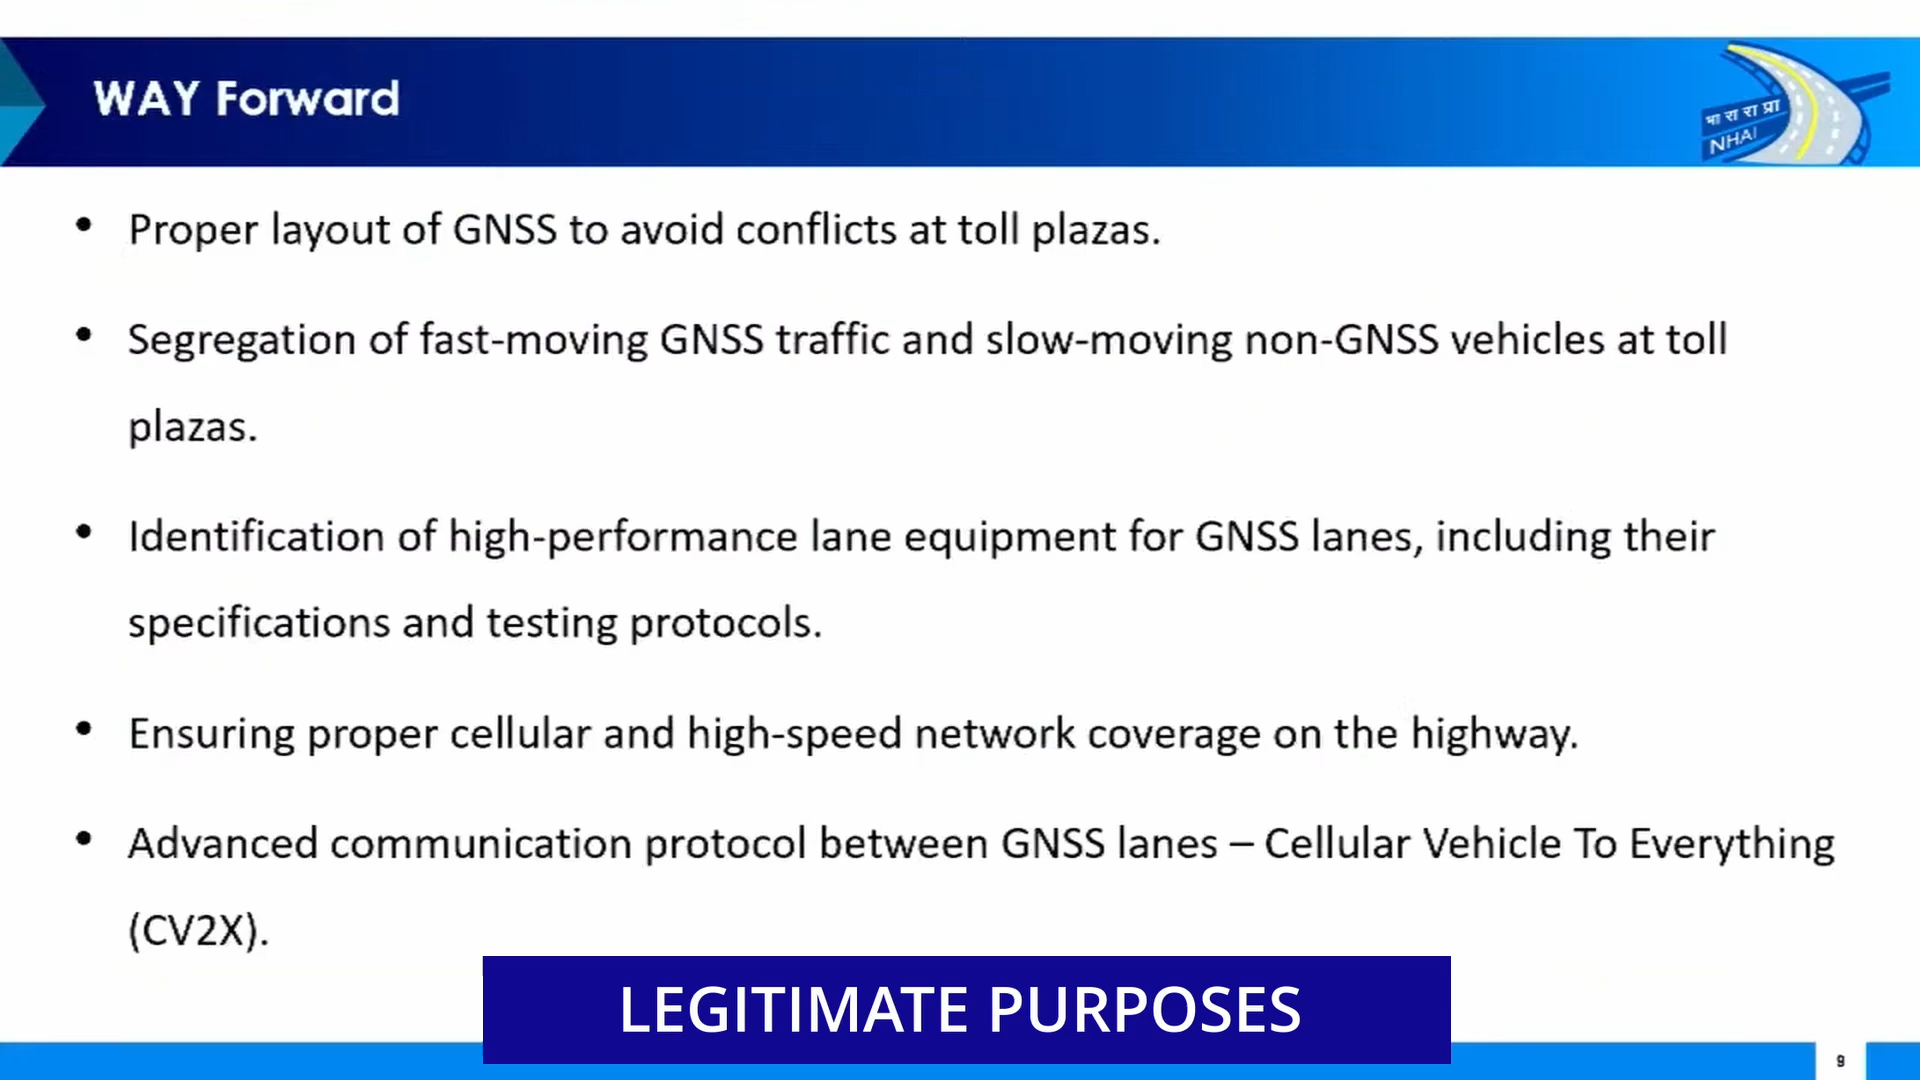 WAY Forward
भा रा रा प्रा
NHAI
• Proper layout of GNSS to avoid conflicts at toll plazas.
• Segregation of fast-moving GNSS traffic and slow-moving non-GNSS vehicles at toll
plazas.
• Identification of high-performance lane equipment for GNSS lanes, including their
specifications and testing protocols.
• Ensuring proper cellular and high-speed network coverage on the highway.
• Advanced communication protocol between GNSS lanes – Cellular Vehicle To Everything
(CV2X).
LEGITIMATE PURPOSES
9